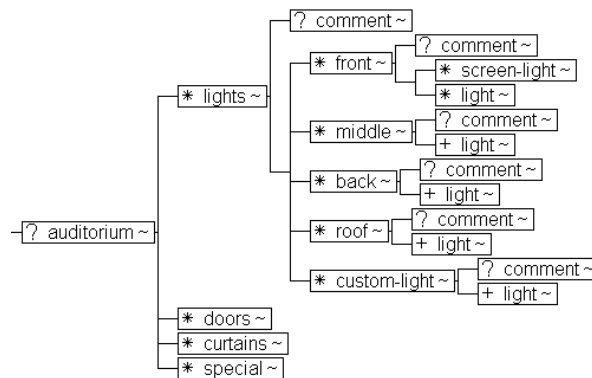 ? comment ~
? comment ~
* front ~
* screen-light ~
* lights ~
* light ~
? comment ~
* middle ~
+ light ~
? comment ~
* back ~
+ light ~
? comment ~
? auditorium ~
* roof ~
+ light ~
? comment ~
* custom-light ~
+ light ~
* doors ~
* curtains ~
* special ~